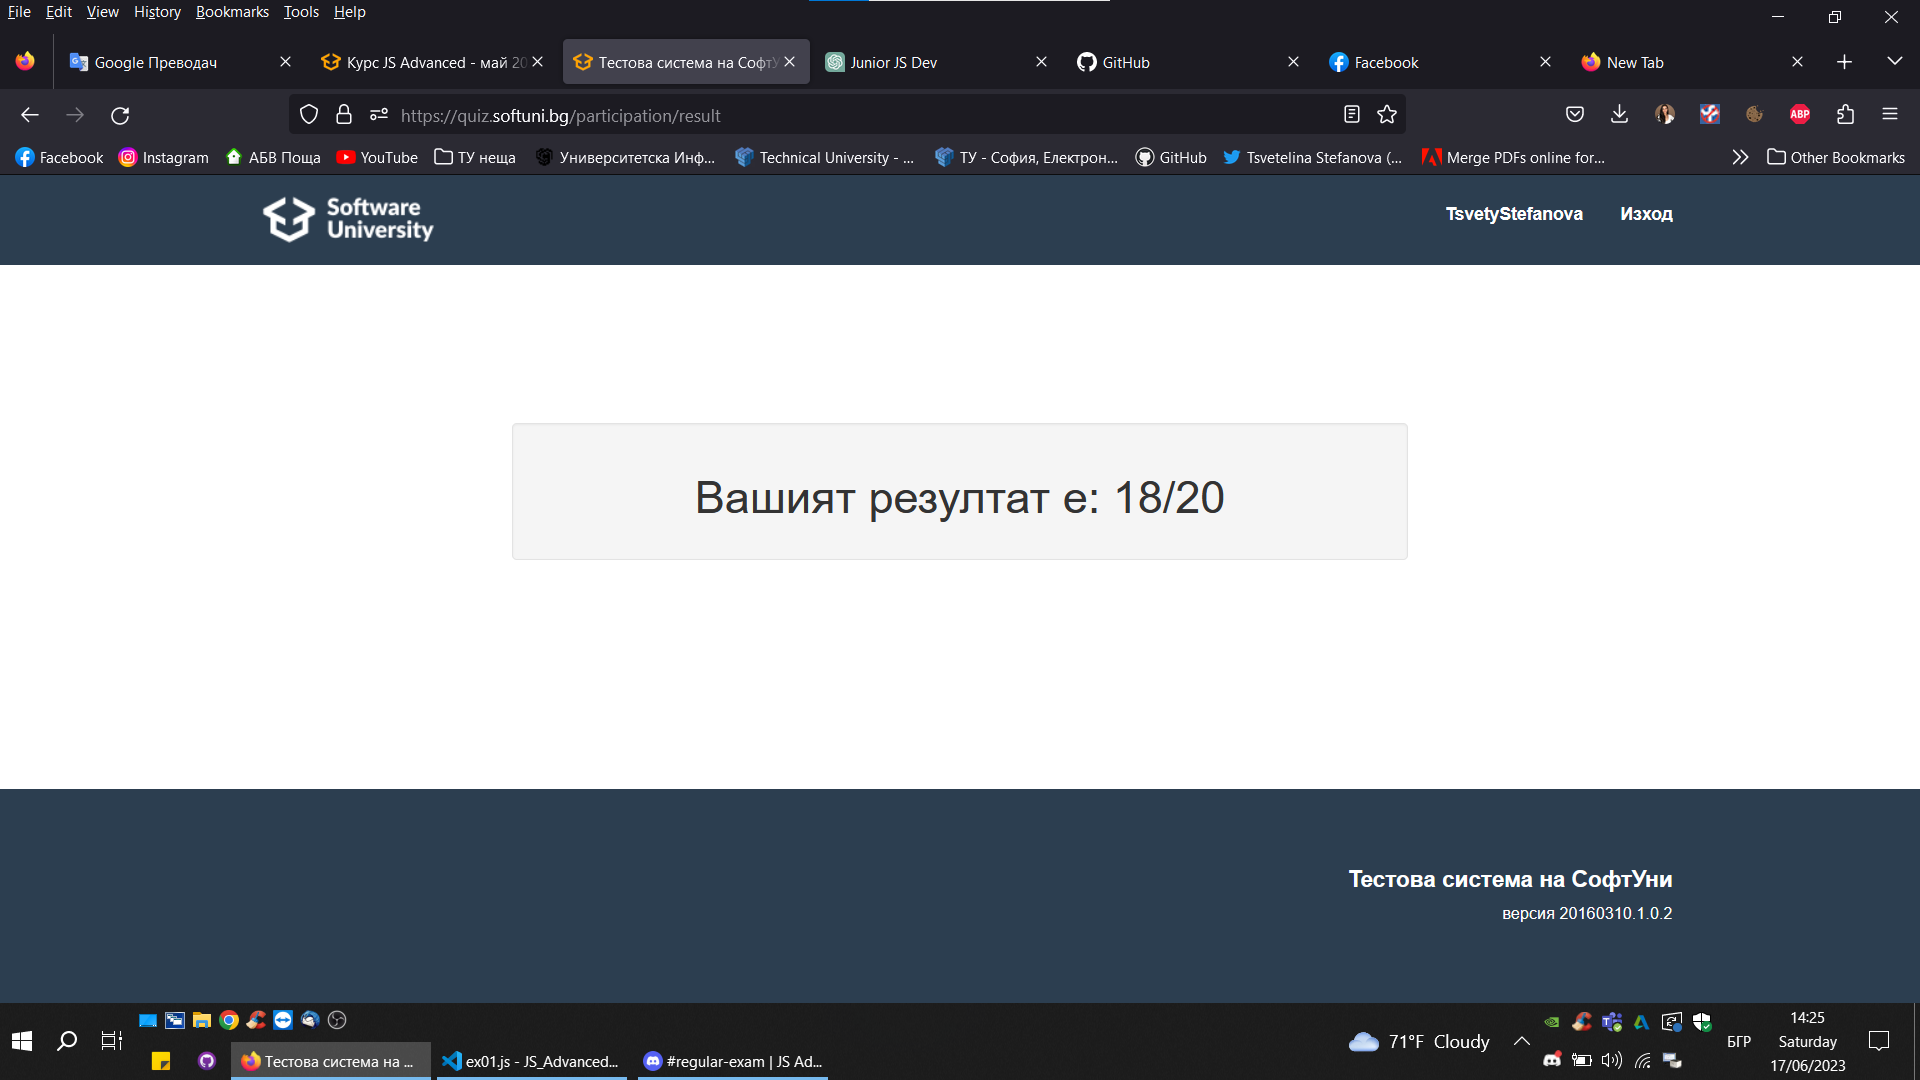 File Edit View History Bookmarks Tools Help
Google Преводач
Курс JS Advanced - май 20
Тестова система на СофтУ
Junior JS Dev
GitHub
Facebook
New Tab
https://quiz.softuni.bg/participation/result
ABP
Facebook
Instagram
АБВ Поща
YouTube
ТУ неща
Университетска Инф...
Technical University - ...
ТУ - София, Електрон...
GitHub
Tsvetelina Stefanova (...
Merge PDFs online for...
Other Bookmarks
Software
University
TsvetyStefanova
Изход
Вашият резултат е: 18/20
Тестова система на СофтУни
версия 20160310.1.0.2
Тестова система на ...
ex01.js - JS_Advanced...
#regular-exam | JS Ad...
71°F Cloudy
БГР
14:25
Saturday
17/06/2023